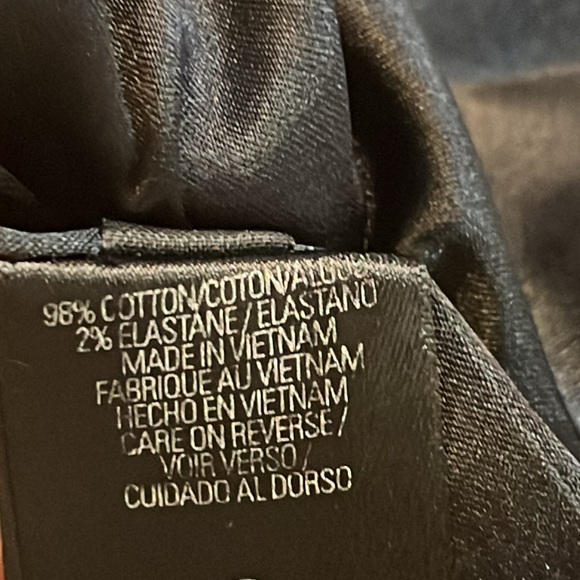 98% COTTON/COTON/ALGO
2% ELASTANE/ELASTANO
MADE IN VIETNAM
FABRIQUE AU VIETNAM
HECHO EN VIETNAM
CARE ON REVERSE/
VOIR VERSO/
CUIDADO AL DORSO